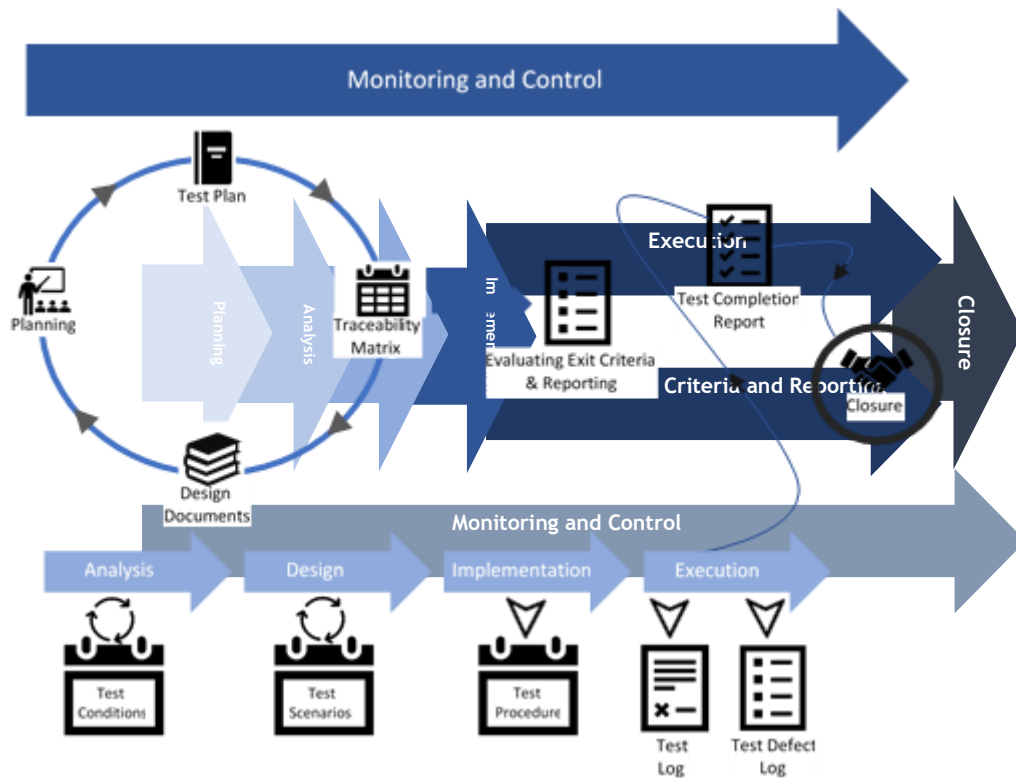 Monitoring and Control
Test Plan
Planning
Planning
Analysis
Traceability
Matrix
Execution
Test Completion
Report
Evaluating Exit Criteria
& Reporting
Criteria and Reporting
Closure
Closure
Design
Documents
Monitoring and Control
Analysis
Design
Implementation
Execution
Test
Conditions
Test
Scenarios
Test
Procedure
Test
Log
Test Defect
Log